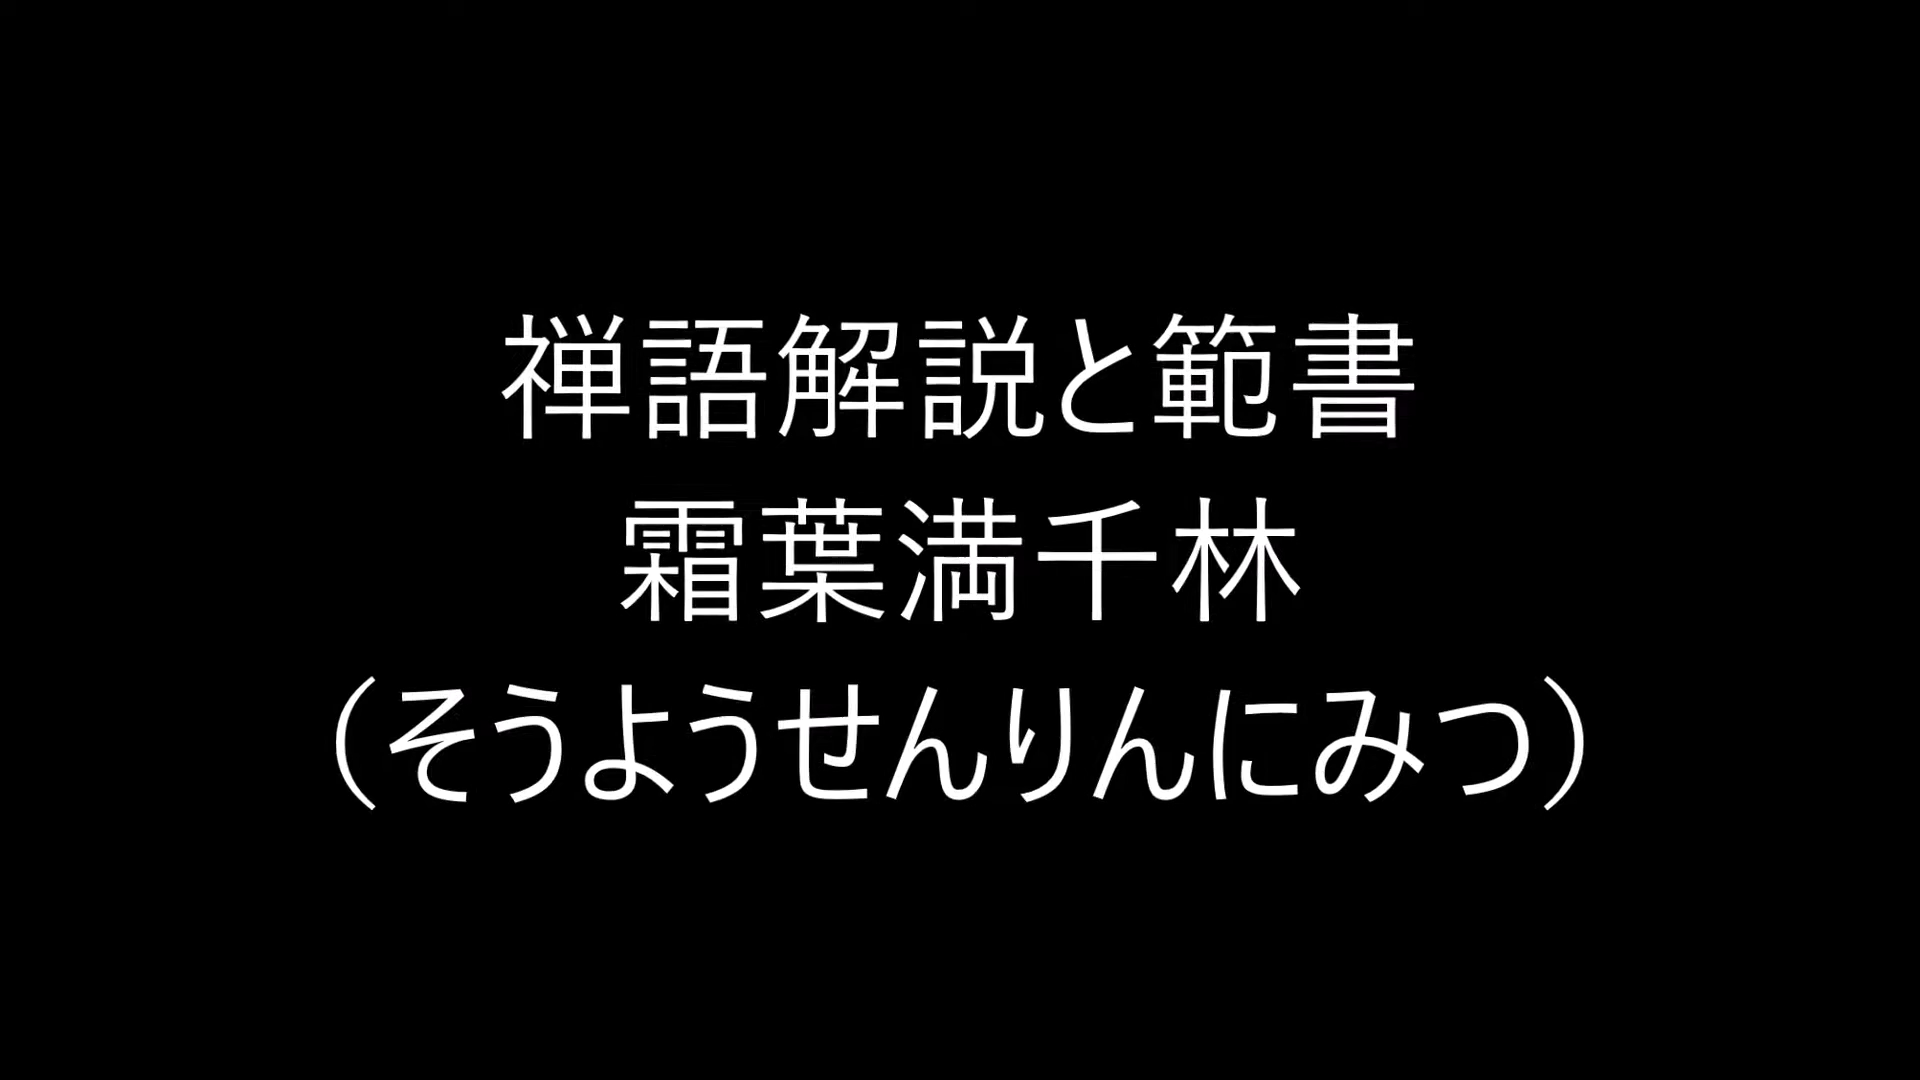 禅語解説と範書
霜葉満千林
（そうようせんりんにみつ）